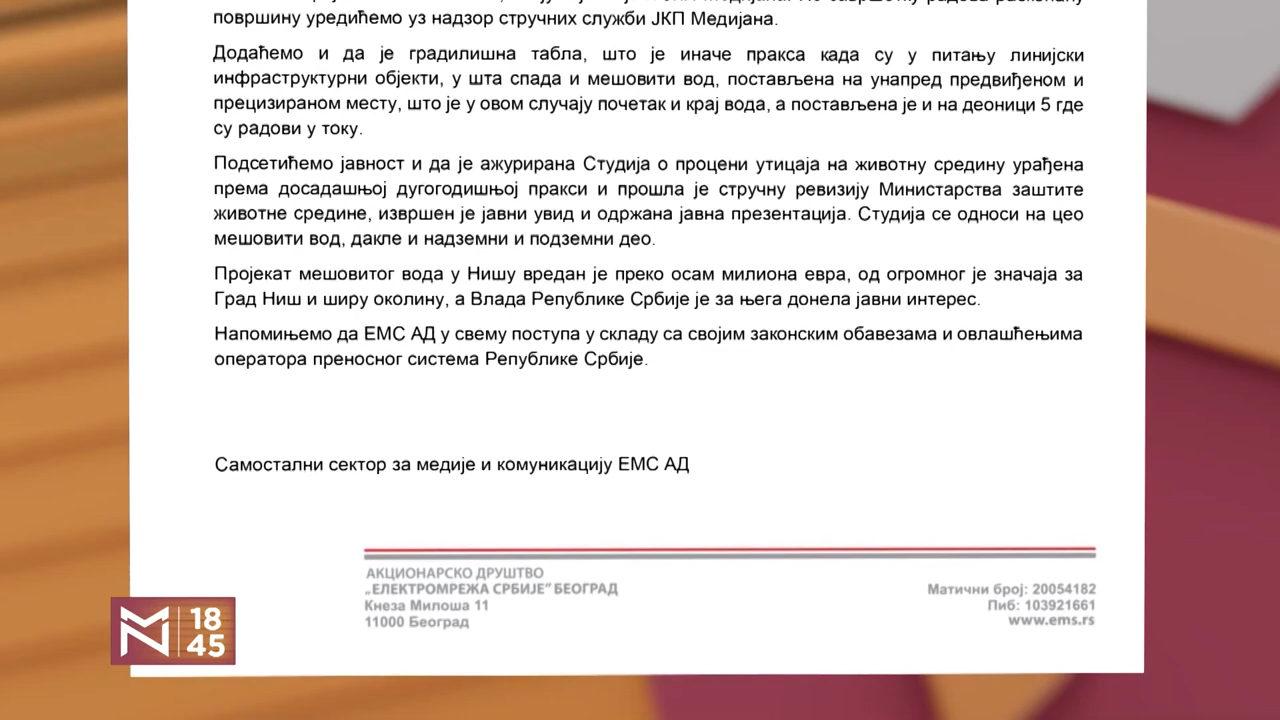 површину уредићемо уз надзор стручних служби ЈКП Медијана.
Додаћемо и да је градилишна табла, што је иначе пракса када су у питању линијски
инфраструктурни објекти, у шта спада и мешовити вод, постављена на унапред предвиђеном и
прецизираном месту, што је у овом случају почетак и крај вода, а постављена је и на деоници 5 где
су радови у току.
Подсетићемо јавност и да је ажурирана Студија о процени утицаја на животну средину урађена
према досадашњој дугогодишњој пракси и прошла је стручну ревизију Министарства заштите
животне средине, извршен је јавни увид и одржана јавна презентација. Студија се односи на цео
мешовити вод, дакле и надземни и подземни део.
Пројекат мешовитог вода у Нишу вредан је преко осам милиона евра, од огромног је значаја за
Град Ниш и ширу околину, а Влада Републике Србије је за њега донела јавни интерес.
Напомињемо да ЕМС АД у свему поступа у складу са својим законским обавезама и овлашћењима
оператора преносног система Републике Србије.
Самостални сектор за медије и комуникацију ЕМС АД
АКЦИОНАРСКО ДРУШТВО
„ЕЛЕКТРОМРЕЖА СРБИЈЕ" БЕОГРАД
Кнеза Милоша 11
11000 Београд
Матични број: 20054182
Пиб: 103921661
www.ems.rs
18
45